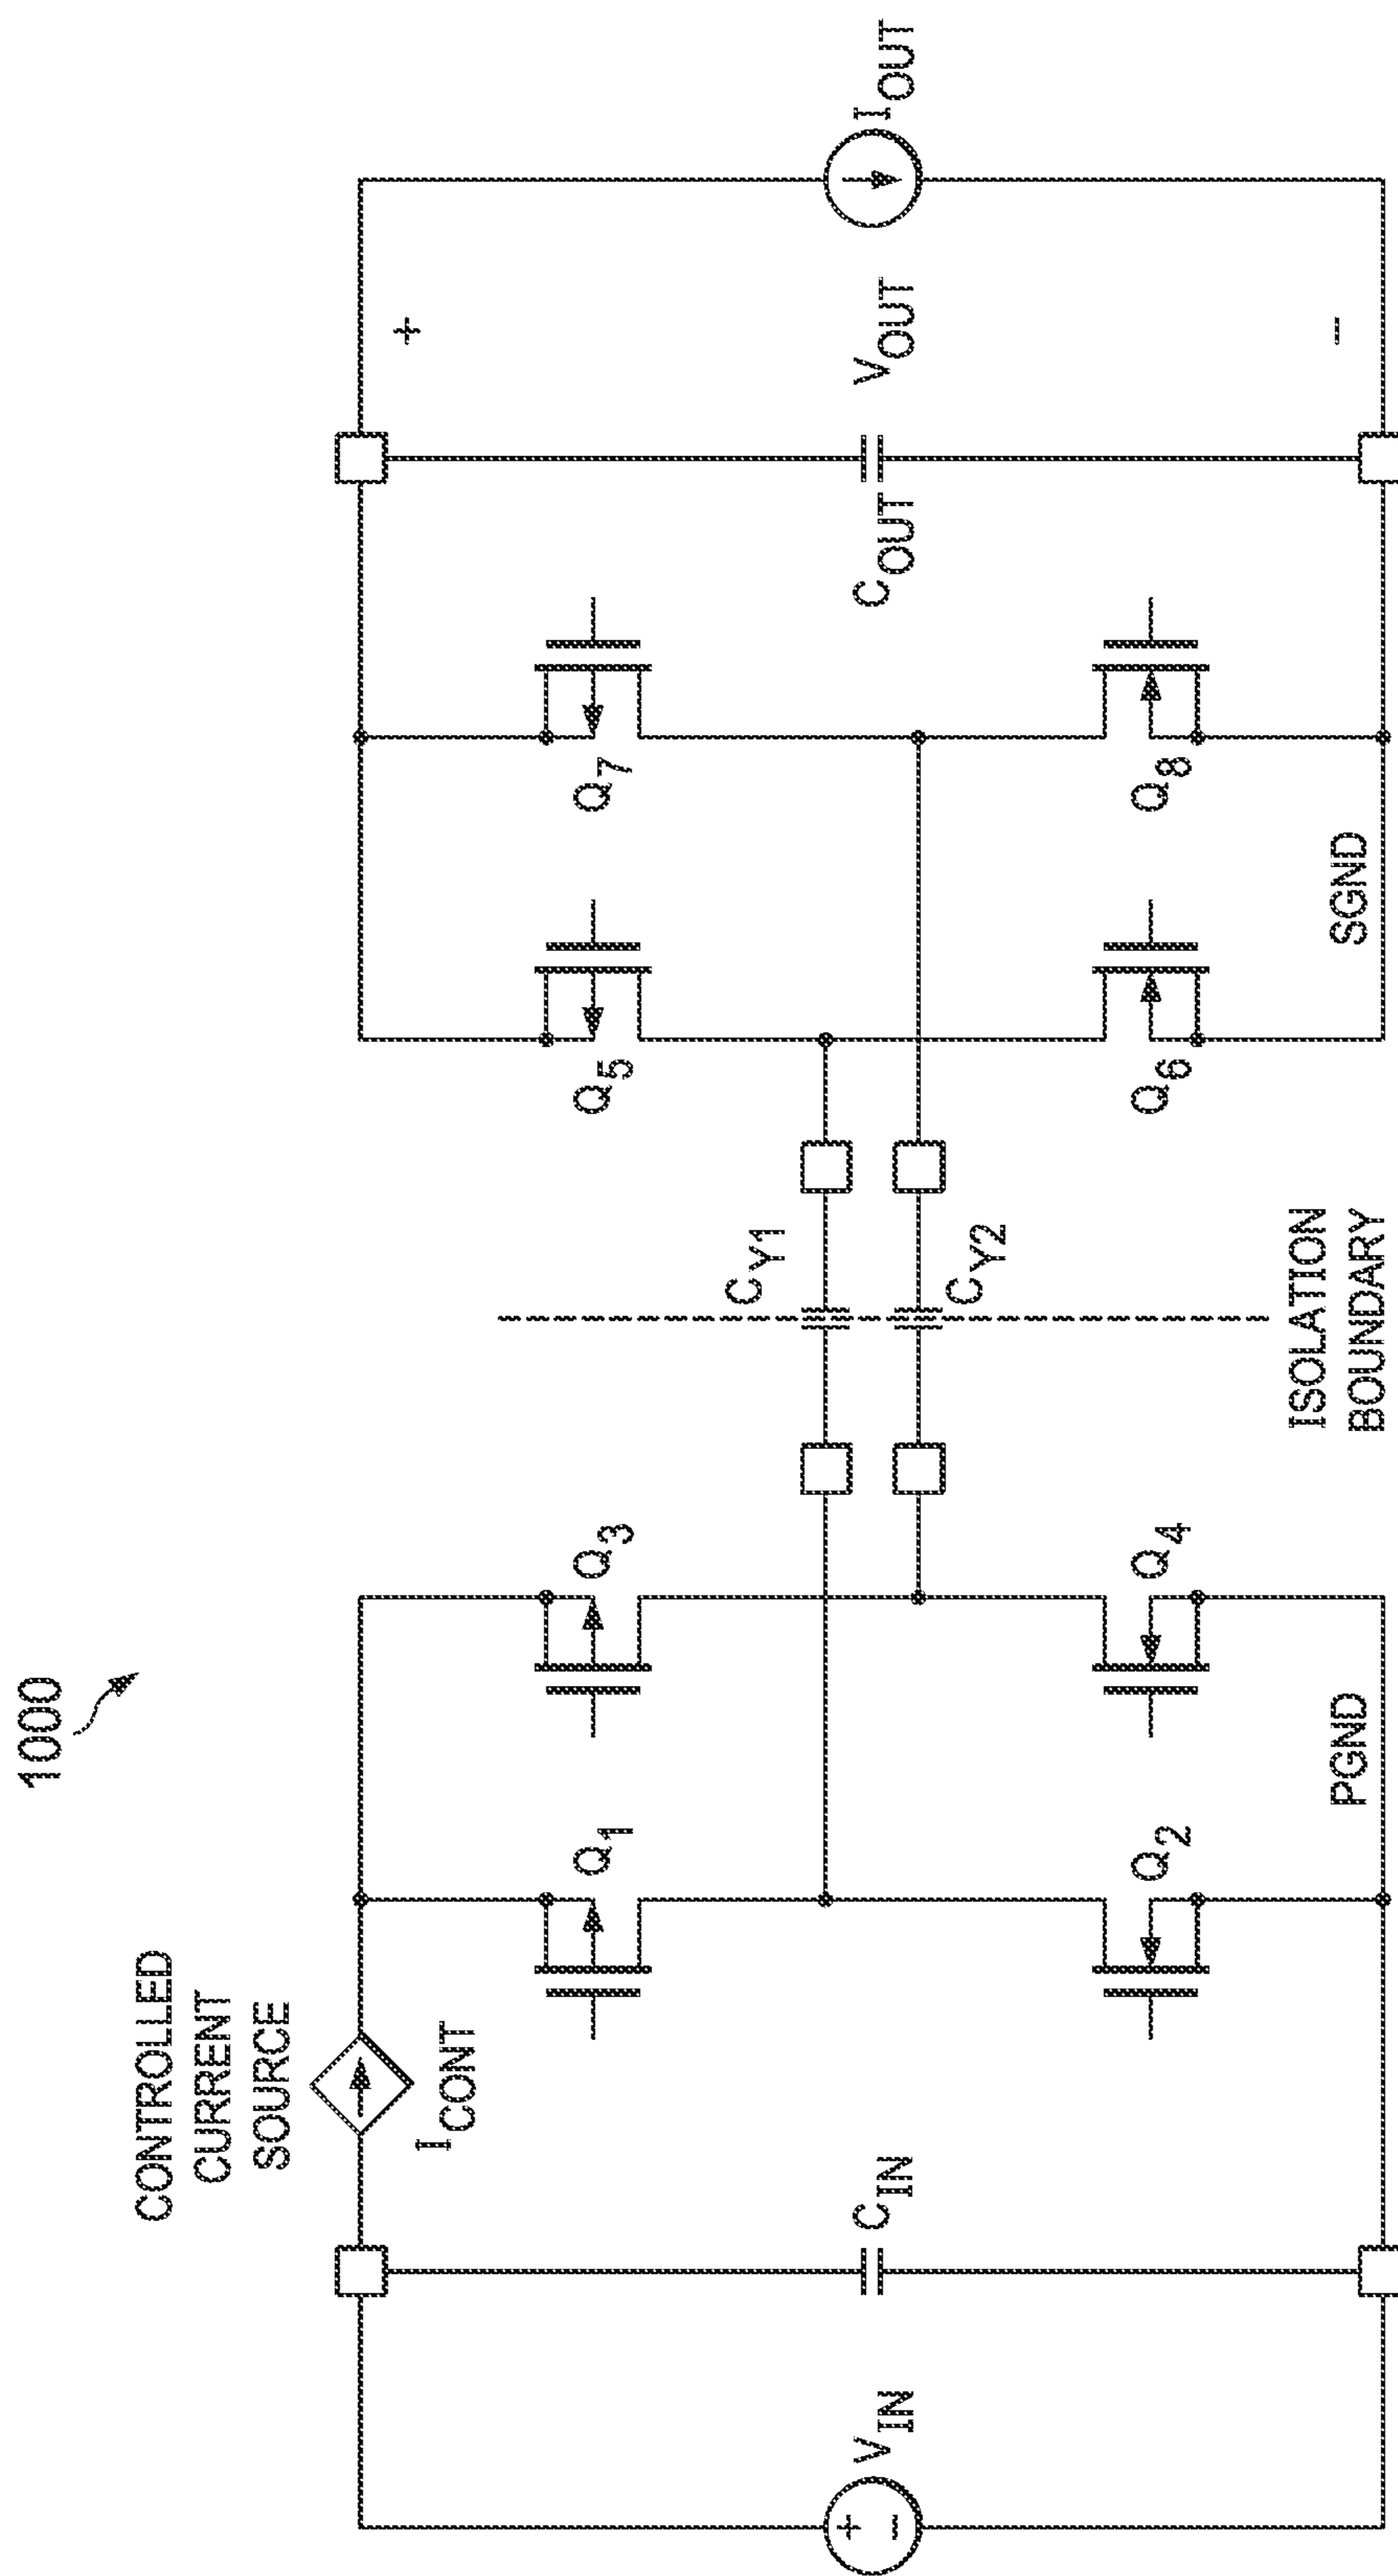 1000
CONTROLLED
CURRENT
SOURCE
I_CONT
V_IN
+
−
C_IN
Q_1
Q_2
Q_3
Q_4
PGND
C_Y1
C_Y2
ISOLATION
BOUNDARY
Q_5
Q_6
Q_7
Q_8
SGND
C_OUT
+
V_OUT
−
I_OUT